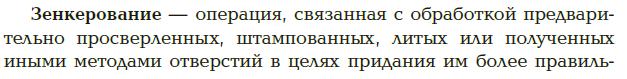 Зенкерование — операция, связанная с обработкой предвари-
тельно просверленных, штампованных, литых или полученных
иными методами отверстий в целях придания им более правиль-